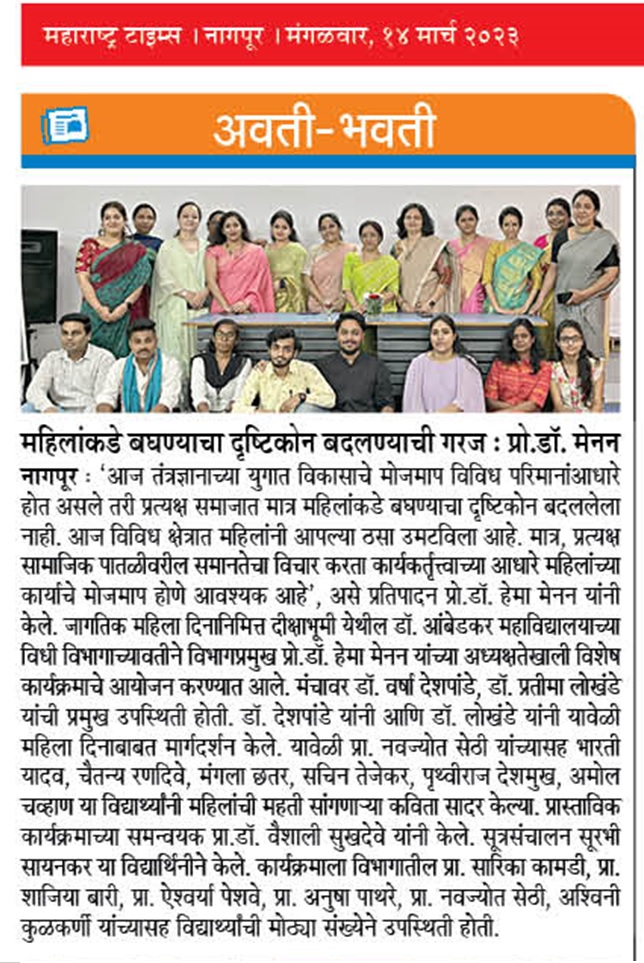 महाराष्ट्र टाइम्स । नागपूर । मंगळवार, १४ मार्च २०२३
अवती-भवती
महिलांकडे बघण्याचा दृष्टिकोन बदलण्याची गरज : प्रो.डॉ. मेनन
नागपूर : ‘आज तंत्रज्ञानाच्या युगात विकासाचे मोजमाप विविध परिमानांआधारे
होत असले तरी प्रत्यक्ष समाजात मात्र महिलांकडे बघण्याचा दृष्टिकोन बदललेला
नाही. आज विविध क्षेत्रात महिलांनी आपल्या ठसा उमटविला आहे. मात्र, प्रत्यक्ष
सामाजिक पातळीवरील समानतेचा विचार करता कार्यकर्तृत्त्वाच्या आधारे महिलांच्या
कार्याचे मोजमाप होणे आवश्यक आहे’, असे प्रतिपादन प्रो.डॉ. हेमा मेनन यांनी
केले. जागतिक महिला दिनानिमित्त दीक्षाभूमी येथील डॉ. आंबेडकर महाविद्यालयाच्या
विधी विभागाच्यावतीने विभागप्रमुख प्रो.डॉ. हेमा मेनन यांच्या अध्यक्षतेखाली विशेष
कार्यक्रमाचे आयोजन करण्यात आले. मंचावर डॉ. वर्षा देशपांडे, डॉ. प्रतीमा लोखंडे
यांची प्रमुख उपस्थिती होती. डॉ. देशपांडे यांनी आणि डॉ. लोखंडे यांनी यावेळी
महिला दिनाबाबत मार्गदर्शन केले. यावेळी प्रा. नवज्योत सेठी यांच्यासह भारती
यादव, चैतन्य रणदिवे, मंगला छतर, सचिन तेजेकर, पृथ्वीराज देशमुख, अमोल
चव्हाण या विद्यार्थ्यांनी महिलांची महती सांगणाऱ्या कविता सादर केल्या. प्रास्ताविक
कार्यक्रमाच्या समन्वयक प्रा.डॉ. वैशाली सुखदेवे यांनी केले. सूत्रसंचालन सूरभी
सायनकर या विद्यार्थिनीने केले. कार्यक्रमाला विभागातील प्रा. सारिका कामडी, प्रा.
शाजिया बारी, प्रा. ऐश्वर्या पेशवे, प्रा. अनुषा पाथरे, प्रा. नवज्योत सेठी, अश्विनी
कुळकर्णी यांच्यासह विद्यार्थ्यांची मोठ्या संख्येने उपस्थिती होती.